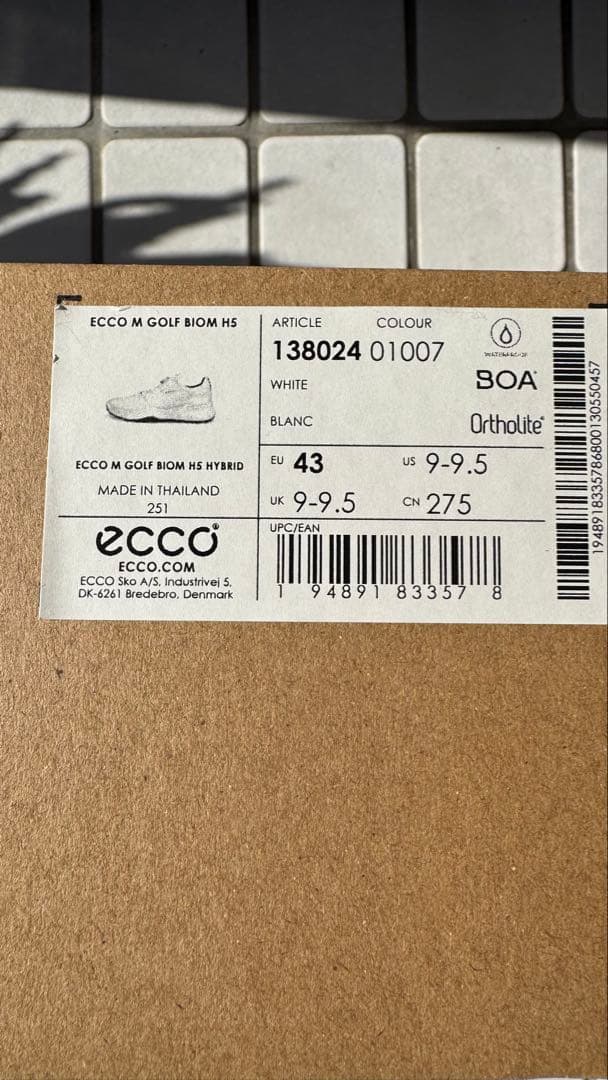 ECCO M GOLF BIOM H5
ECCO M GOLF BIOM H5 HYBRID
MADE IN THAILAND
251
ecco®
ECCO.COM
ECCO Sko A/S, Industrivej 5,
DK-6261 Bredebro, Denmark
ARTICLE COLOUR
138024 01007
WHITE
BLANC
WATERPROOF
BOA
Ortholite
EU 43 US 9-9.5
UK 9-9.5 CN 275
UPC/EAN
1 94891 83357 8